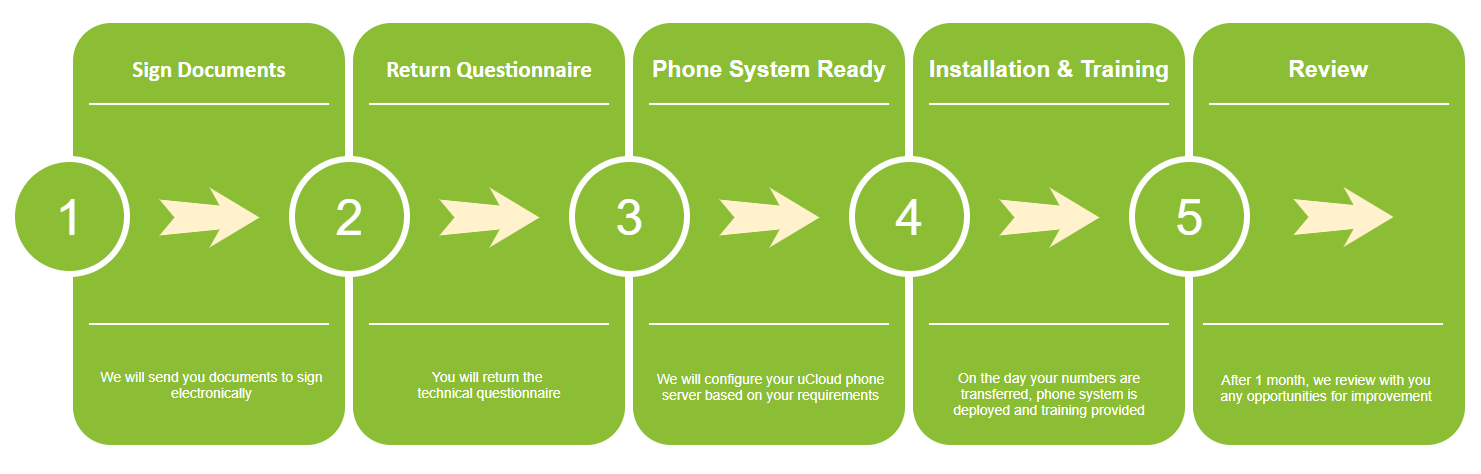 Sign Documents
Return Questionnaire
Phone System Ready
Installation & Training
Review
1
2
3
4
5
We will send you documents to sign
electronically
You will return the
technical questionnaire
We will configure your uCloud phone
server based on your requirements
On the day your numbers are
transferred, phone system is
deployed and training provided
After 1 month, we review with you
any opportunities for improvement